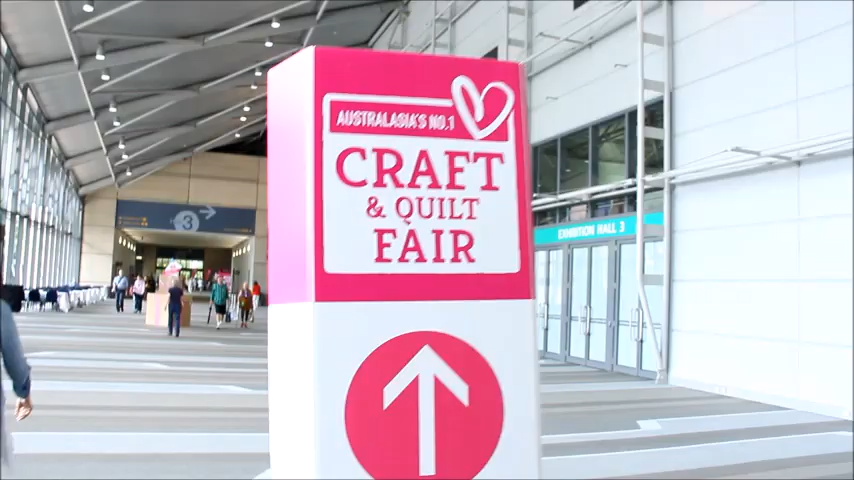 AUSTRALASIA'S NO.1
CRAFT
& QUILT
FAIR
EXHIBITION HALL 3
3